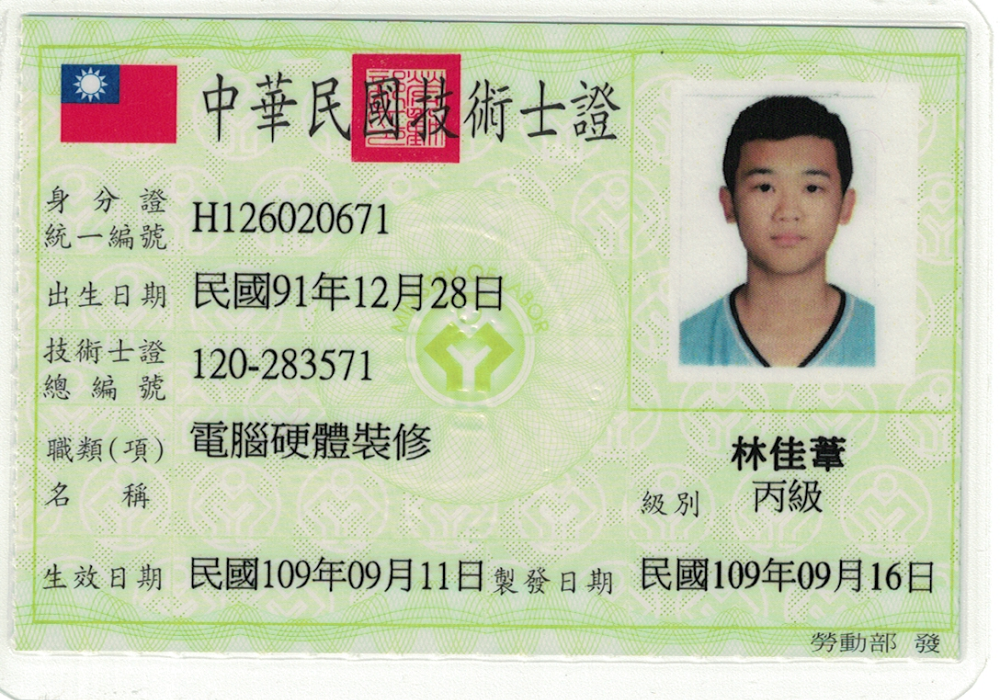 中華民國技術士證
身分證
統一編號 H126020671
出生日期 民國91年12月28日
技術士證
總編號 120-283571
職類(項)
名稱 電腦硬體裝修
林佳葦
級別 丙級
生效日期 民國109年09月11日 製發日期 民國109年09月16日
勞動部 發
MINISTRY OF LABOR